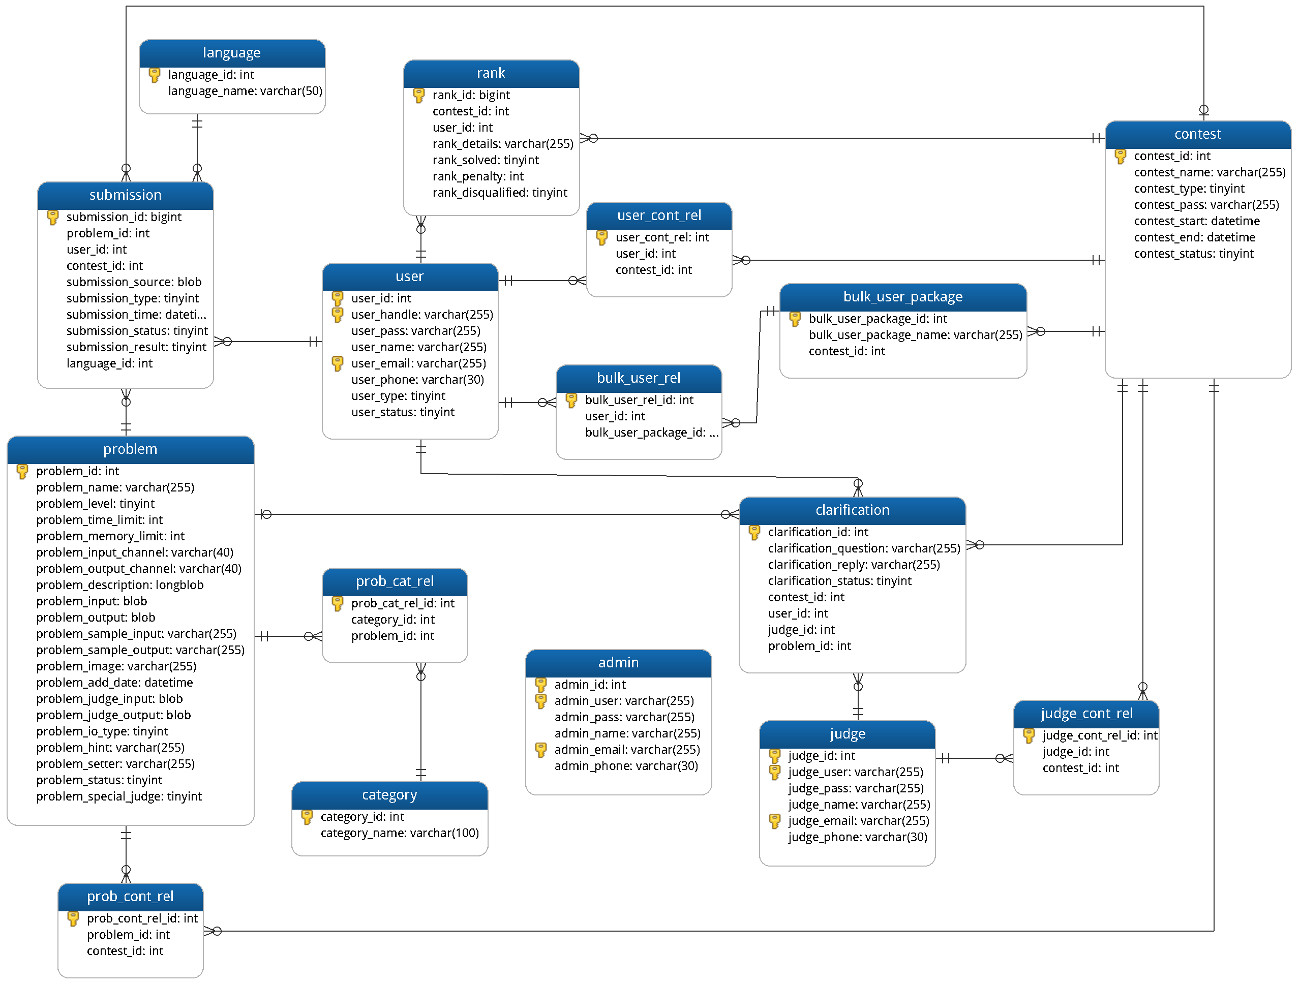 language
language_id: int
language_name: varchar(50)
rank
rank_id: bigint
contest_id: int
user_id: int
rank_details: varchar(255)
rank_solved: tinyint
rank_penalty: int
rank_disqualified: tinyint
contest
contest_id: int
contest_name: varchar(255)
contest_type: tinyint
contest_pass: varchar(255)
contest_start: datetime
contest_end: datetime
contest_status: tinyint
submission
submission_id: bigint
problem_id: int
user_id: int
contest_id: int
submission_source: blob
submission_type: tinyint
submission_time: dateti...
submission_status: tinyint
submission_result: tinyint
language_id: int
user_cont_rel
user_cont_rel: int
user_id: int
contest_id: int
user
user_id: int
user_handle: varchar(255)
user_pass: varchar(255)
user_name: varchar(255)
user_email: varchar(255)
user_phone: varchar(30)
user_type: tinyint
user_status: tinyint
bulk_user_package
bulk_user_package_id: int
bulk_user_package_name: varchar(255)
contest_id: int
bulk_user_rel
bulk_user_rel_id: int
user_id: int
bulk_user_package_id: ...
problem
problem_id: int
problem_name: varchar(255)
problem_level: tinyint
problem_time_limit: int
problem_memory_limit: int
problem_input_channel: varchar(40)
problem_output_channel: varchar(40)
problem_description: longblob
problem_input: blob
problem_output: blob
problem_sample_input: varchar(255)
problem_sample_output: varchar(255)
problem_image: varchar(255)
problem_add_date: datetime
problem_judge_input: blob
problem_judge_output: blob
problem_io_type: tinyint
problem_hint: varchar(255)
problem_setter: varchar(255)
problem_status: tinyint
problem_special_judge: tinyint
clarification
clarification_id: int
clarification_question: varchar(255)
clarification_reply: varchar(255)
clarification_status: tinyint
contest_id: int
user_id: int
judge_id: int
problem_id: int
prob_cat_rel
prob_cat_rel_id: int
category_id: int
problem_id: int
admin
admin_id: int
admin_user: varchar(255)
admin_pass: varchar(255)
admin_name: varchar(255)
admin_email: varchar(255)
admin_phone: varchar(30)
judge
judge_id: int
judge_user: varchar(255)
judge_pass: varchar(255)
judge_name: varchar(255)
judge_email: varchar(255)
judge_phone: varchar(30)
judge_cont_rel
judge_cont_rel_id: int
judge_id: int
contest_id: int
category
category_id: int
category_name: varchar(100)
prob_cont_rel
prob_cont_rel_id: int
problem_id: int
contest_id: int